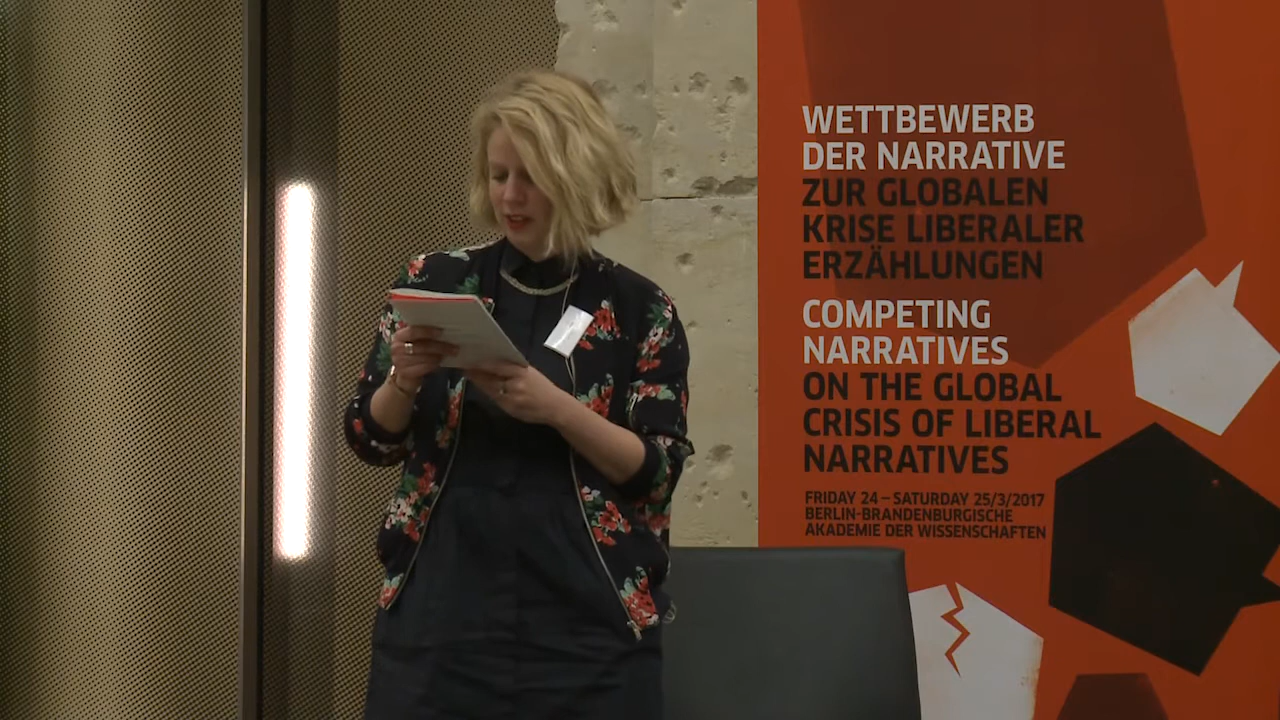 WETTBEWERB
DER NARRATIVE
ZUR GLOBALEN
KRISE LIBERALER
ERZÄHLUNGEN
COMPETING
NARRATIVES
ON THE GLOBAL
CRISIS OF LIBERAL
NARRATIVES
FRIDAY 24 – SATURDAY 25/3/2017
BERLIN-BRANDENBURGISCHE
AKADEMIE DER WISSENSCHAFTEN